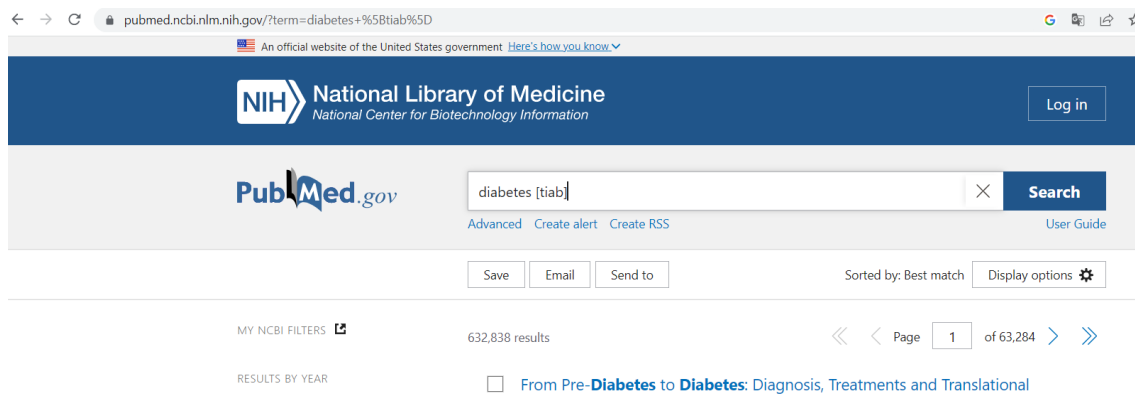 pubmed.ncbi.nlm.nih.gov/?term=diabetes+%5Btiab%5D
An official website of the United States government Here's how you know
NIH National Library of Medicine
National Center for Biotechnology Information
Log in
PubMed.gov
diabetes [tiab]
Search
Advanced Create alert Create RSS
User Guide
Save Email Send to
Sorted by: Best match Display options
MY NCBI FILTERS
632,838 results
Page 1 of 63,284
RESULTS BY YEAR
From Pre-Diabetes to Diabetes: Diagnosis, Treatments and Translational